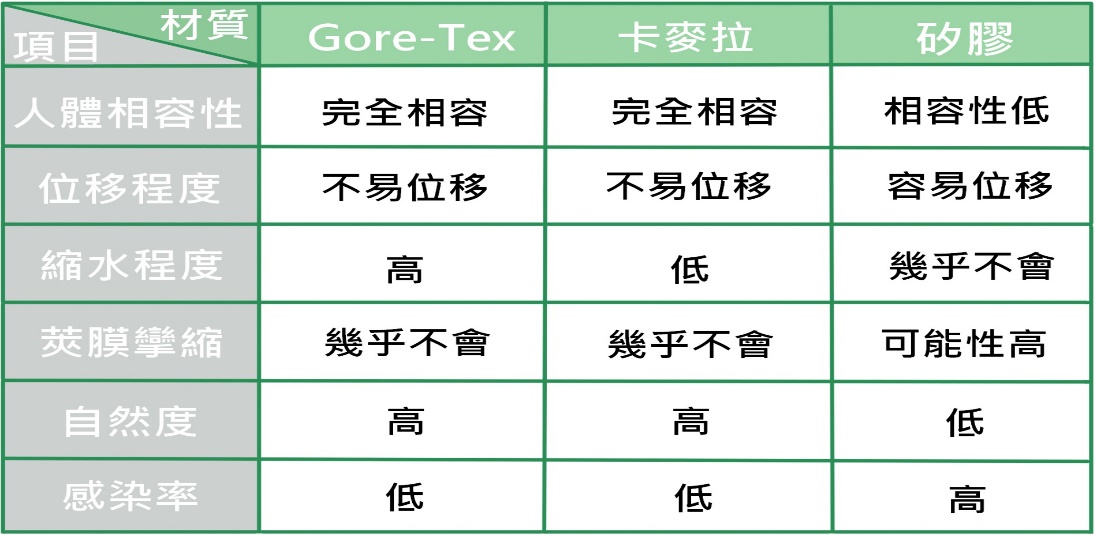 材質
項目
Gore-Tex
卡麥拉
矽膠
人體相容性
完全相容
完全相容
相容性低
位移程度
不易位移
不易位移
容易位移
縮水程度
高
低
幾乎不會
莢膜攣縮
幾乎不會
幾乎不會
可能性高
自然度
高
高
低
感染率
低
低
高